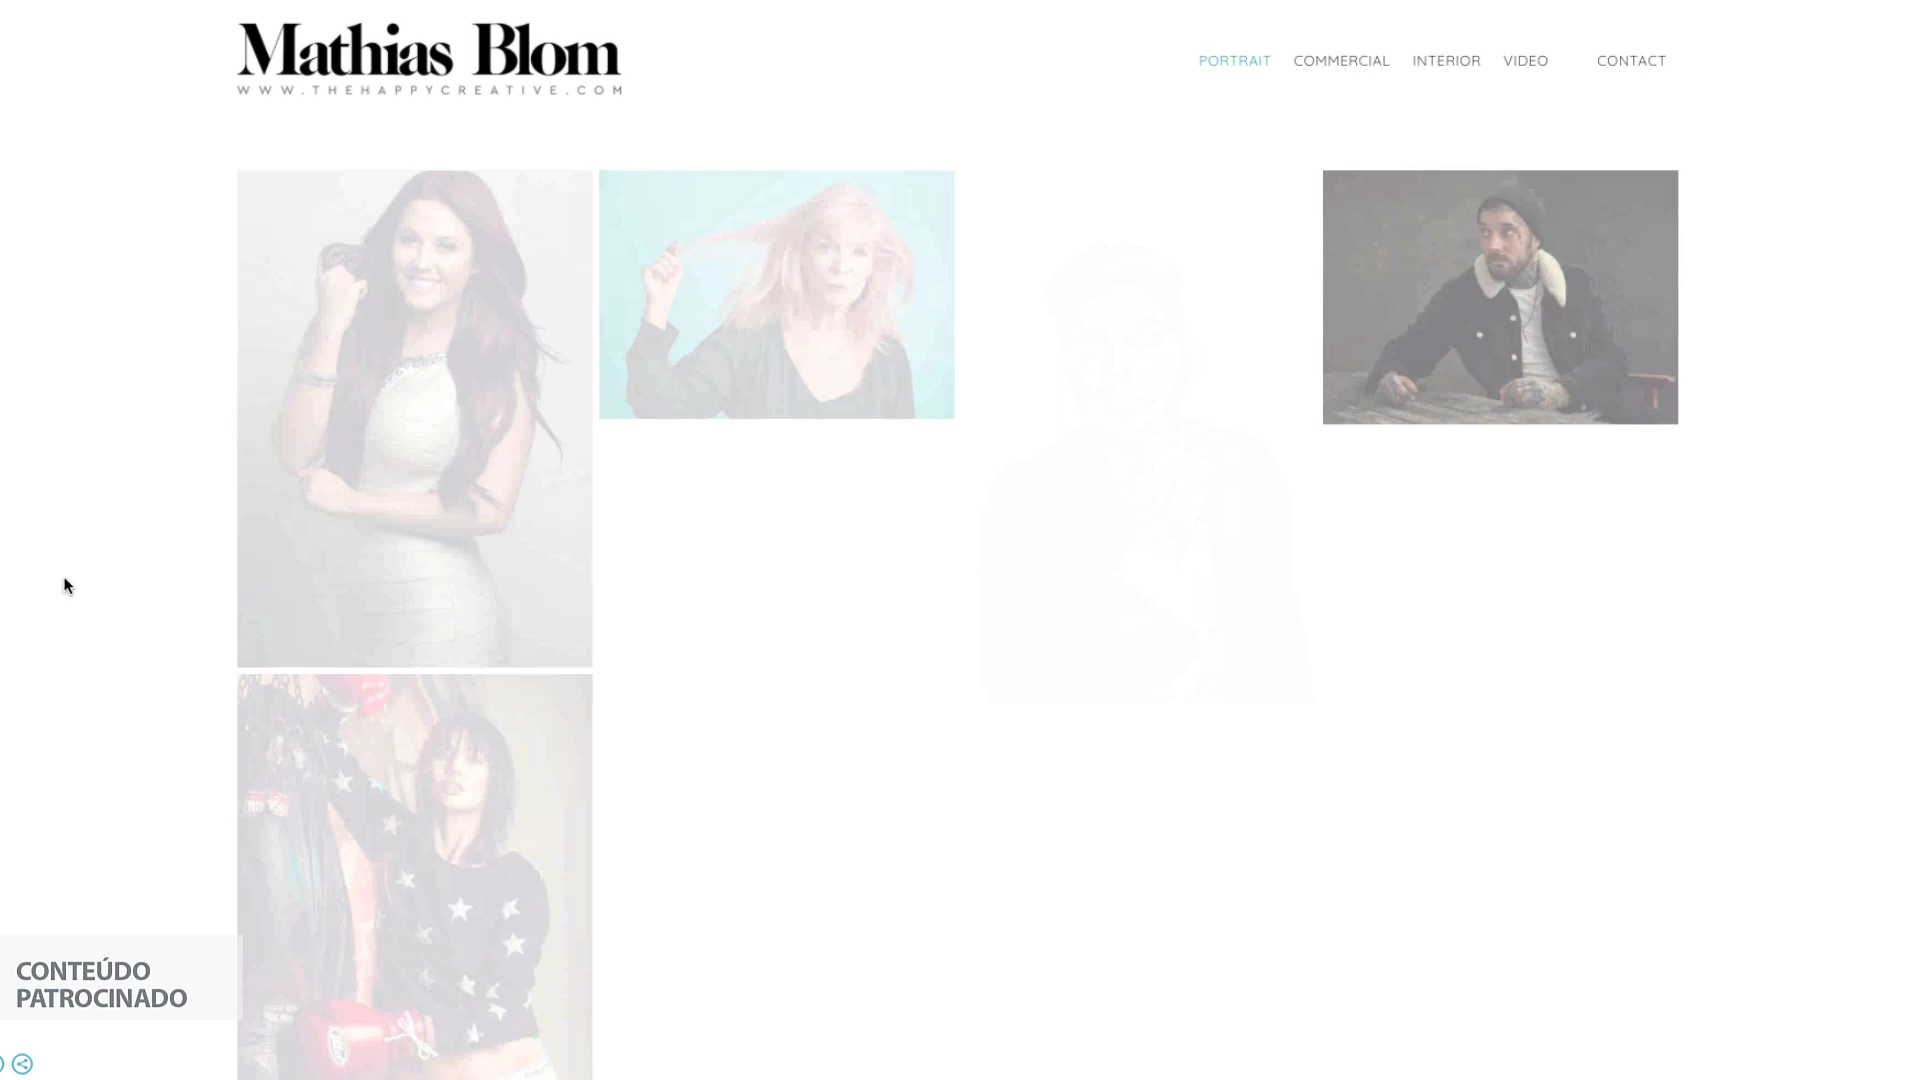 Mathias Blom
WWW.THEHAPPYCREATIVE.COM
PORTRAIT COMMERCIAL INTERIOR VIDEO CONTACT
CONTEÚDO
PATROCINADO